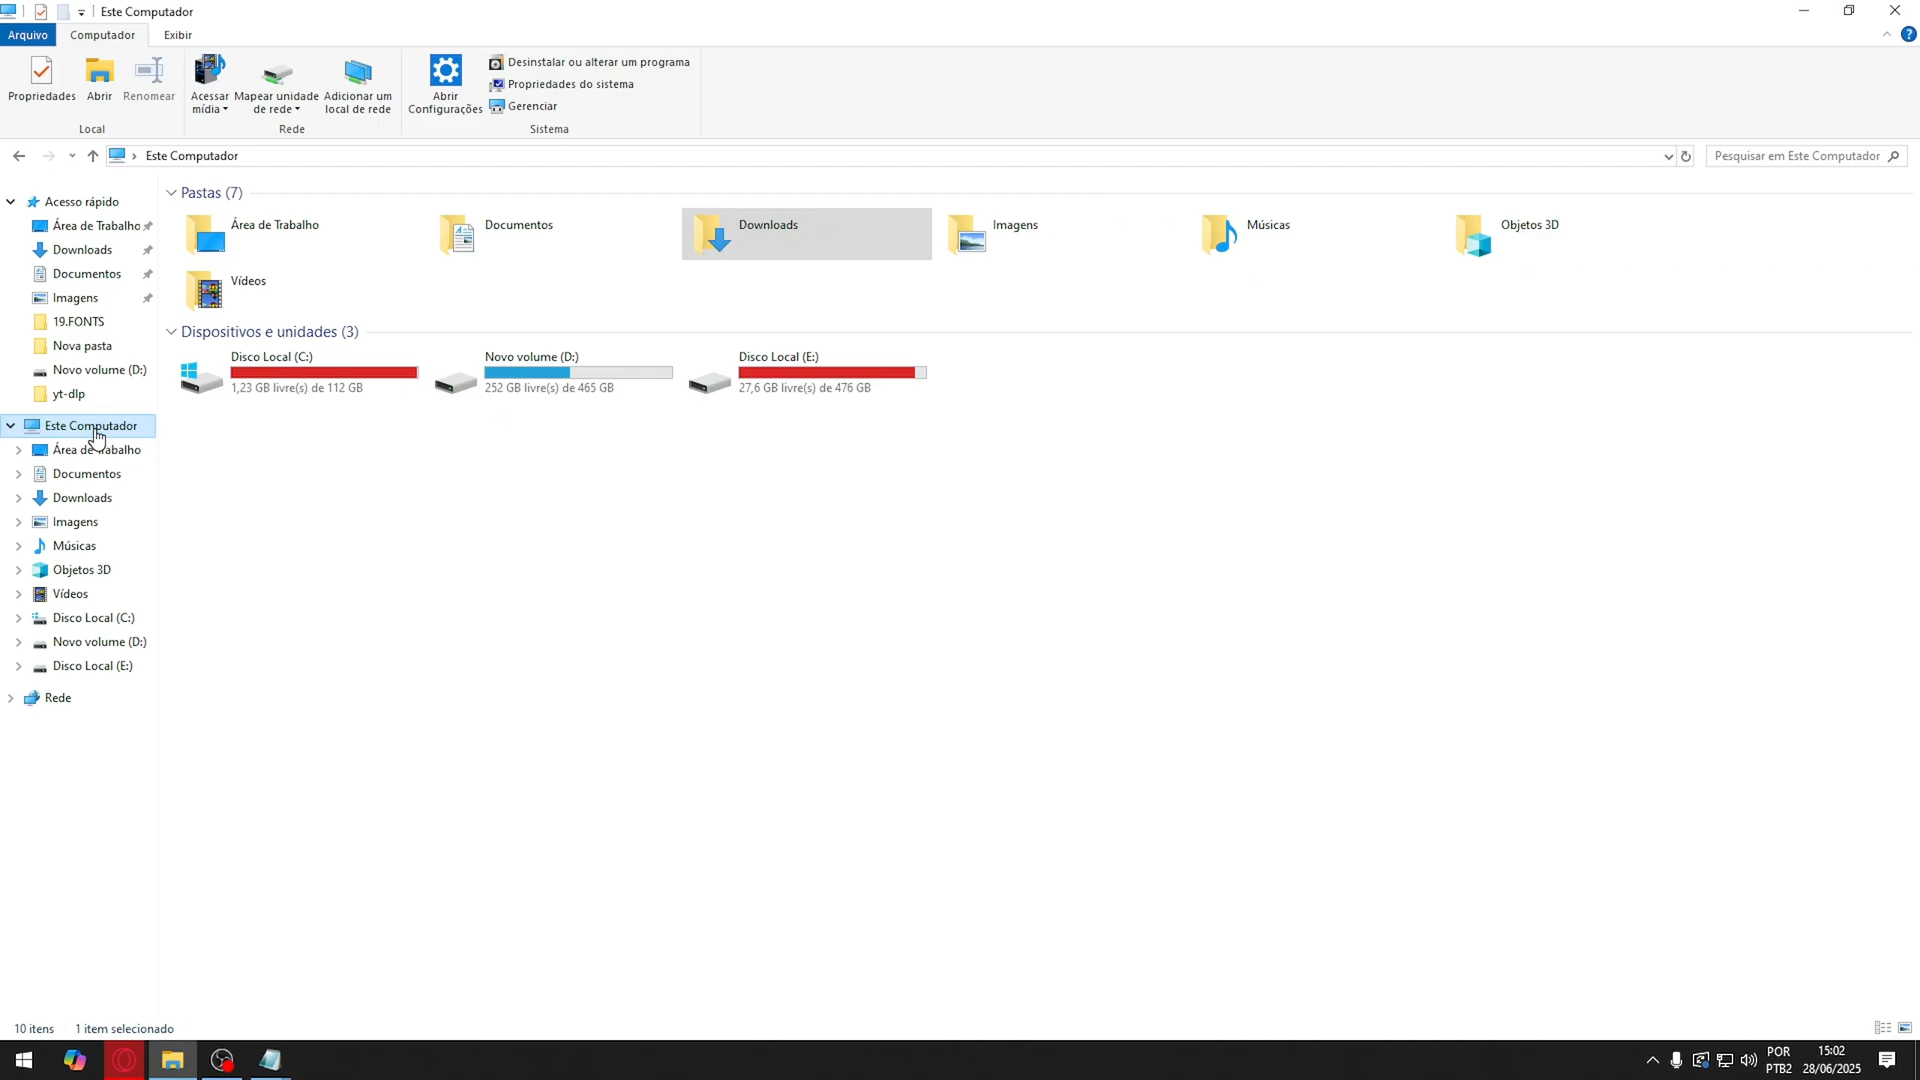 Este Computador
Arquivo
Computador
Exibir
Propriedades
Abrir
Renomear
Acessar
mídia
Mapear unidade
de rede
Adicionar um
local de rede
Abrir
Configurações
Desinstalar ou alterar um programa
Propriedades do sistema
Gerenciar
Local
Rede
Sistema
Este Computador
Pesquisar em Este Computador
Acesso rápido
Área de Trabalho
Downloads
Documentos
Imagens
19.FONTS
Nova pasta
Novo volume (D:)
yt-dlp
Este Computador
Área de Trabalho
Documentos
Downloads
Imagens
Músicas
Objetos 3D
Vídeos
Disco Local (C:)
Novo volume (D:)
Disco Local (E:)
Rede
Pastas (7)
Área de Trabalho
Documentos
Downloads
Imagens
Músicas
Objetos 3D
Vídeos
Dispositivos e unidades (3)
Disco Local (C:)
1,23 GB livre(s) de 112 GB
Novo volume (D:)
252 GB livre(s) de 465 GB
Disco Local (E:)
27,6 GB livre(s) de 476 GB
10 itens
1 item selecionado
POR
PTB2
15:02
28/06/2025